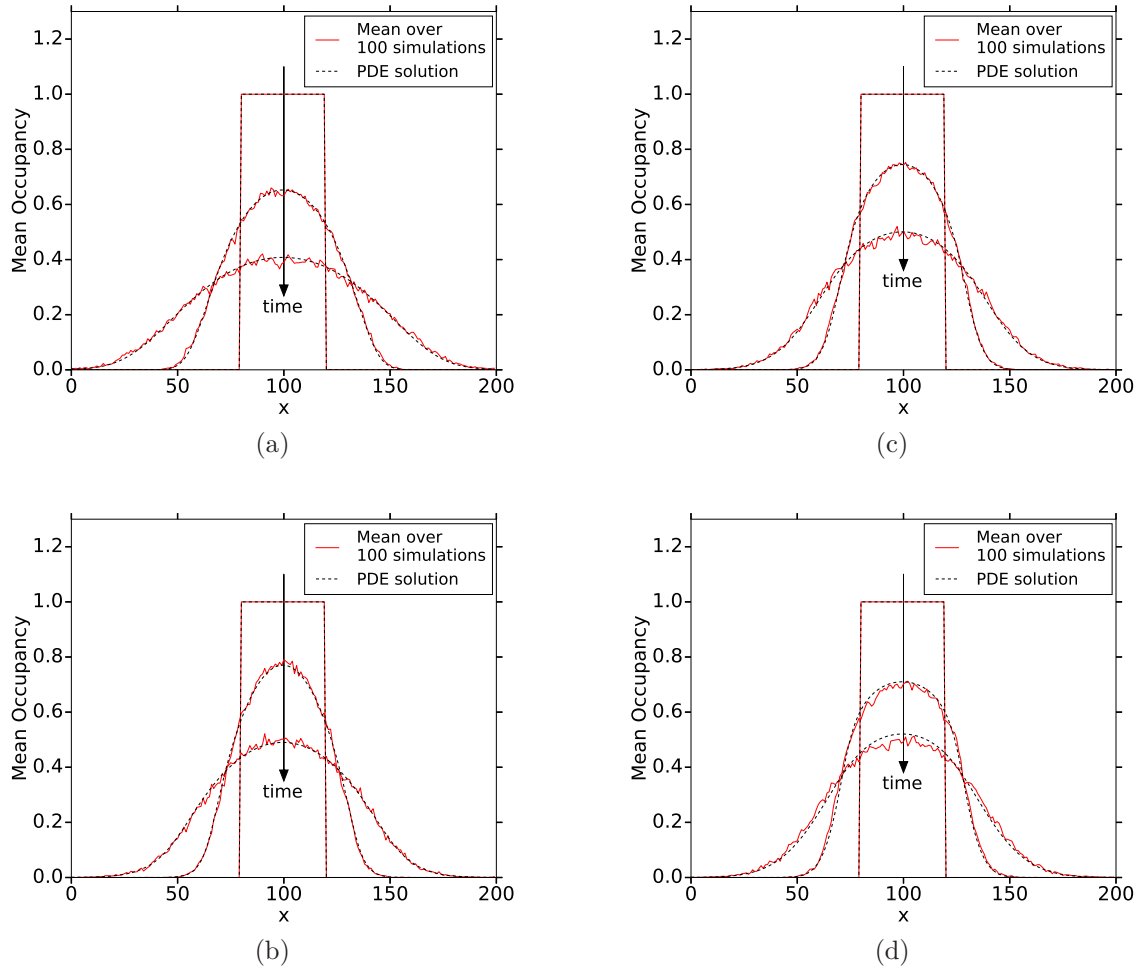 Mean over
100 simulations
PDE solution
1.2
1.0
0.8
0.6
0.4
0.2
0.0
Mean Occupancy
time
0
50
100
150
200
x
(a)
Mean over
100 simulations
PDE solution
1.2
1.0
0.8
0.6
0.4
0.2
0.0
Mean Occupancy
time
0
50
100
150
200
x
(c)
Mean over
100 simulations
PDE solution
1.2
1.0
0.8
0.6
0.4
0.2
0.0
Mean Occupancy
time
0
50
100
150
200
x
(b)
Mean over
100 simulations
PDE solution
1.2
1.0
0.8
0.6
0.4
0.2
0.0
Mean Occupancy
time
0
50
100
150
200
x
(d)